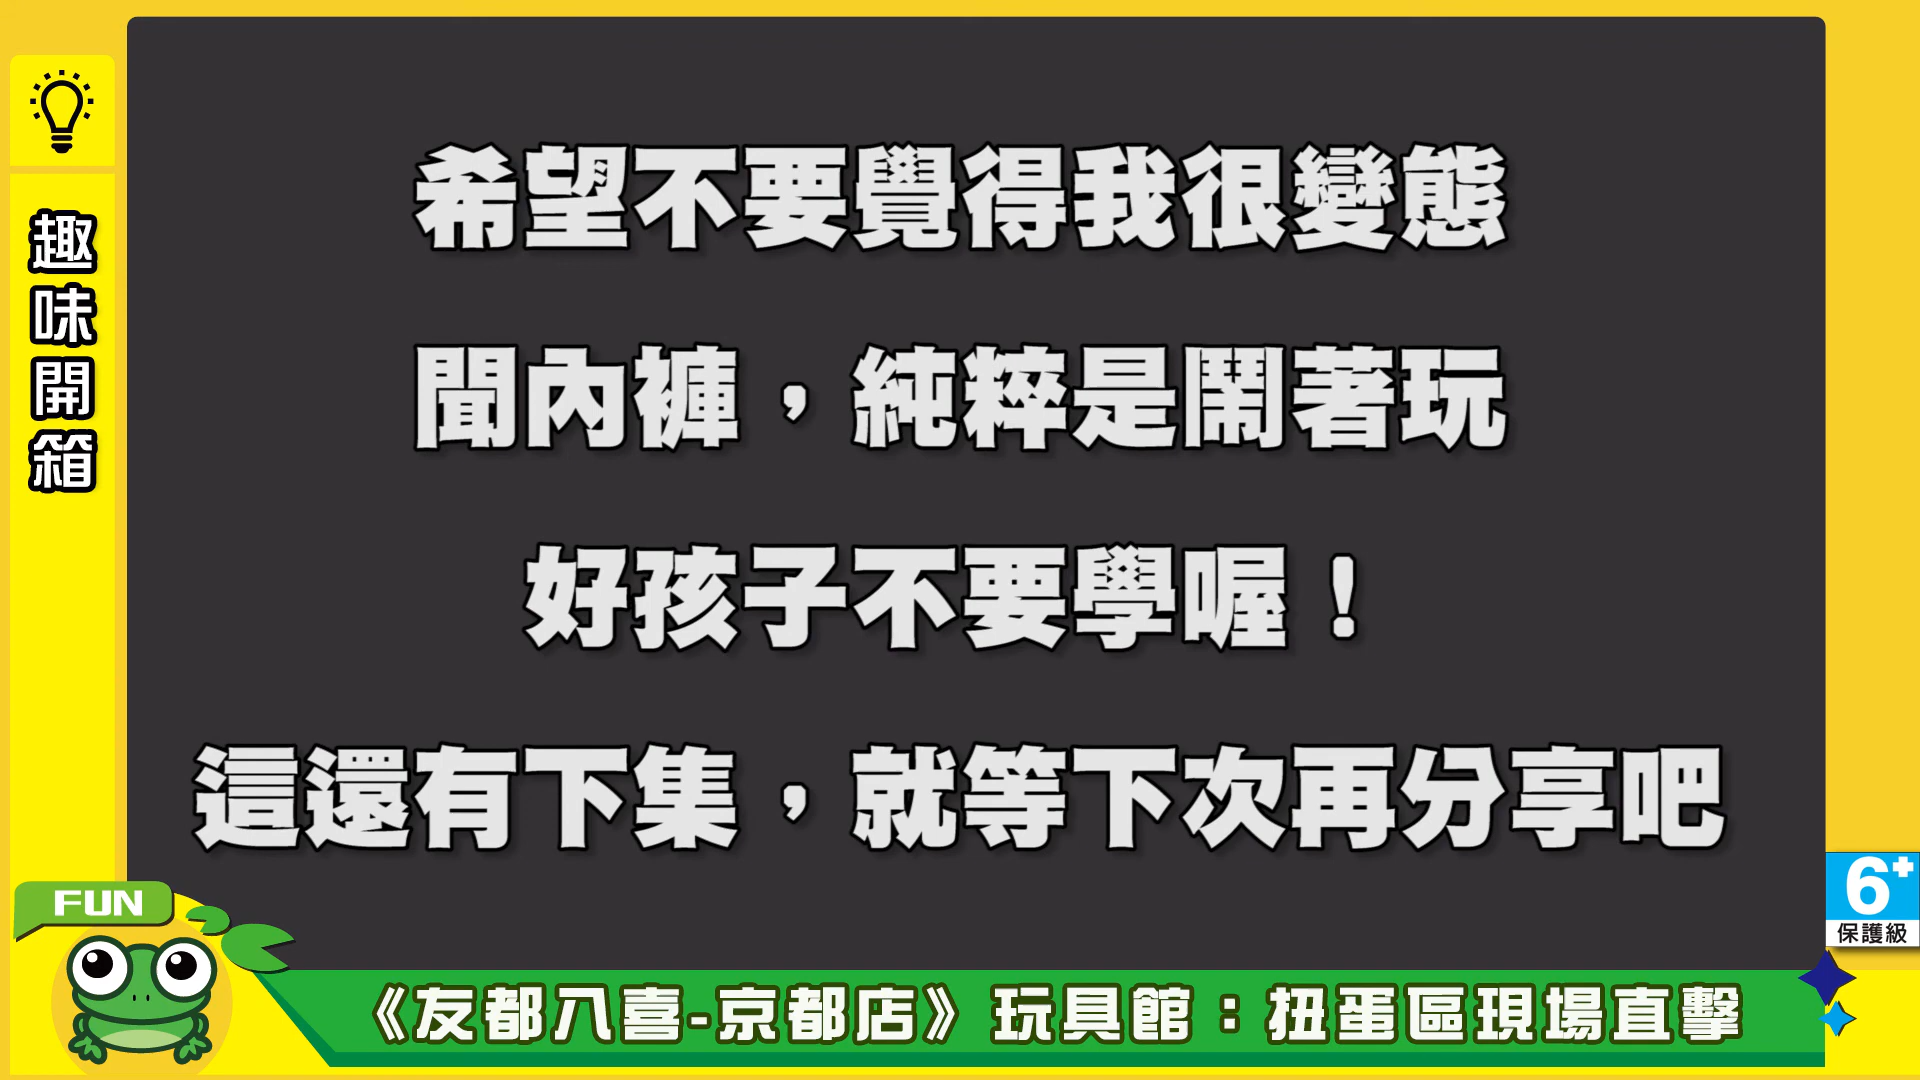 趣味開箱
希望不要覺得我很變態
聞內褲，純粹是鬧著玩
好孩子不要學喔！
這還有下集，就等下次再分享吧
6+
保護級
FUN
《友都八喜-京都店》玩具館：扭蛋區現場直擊